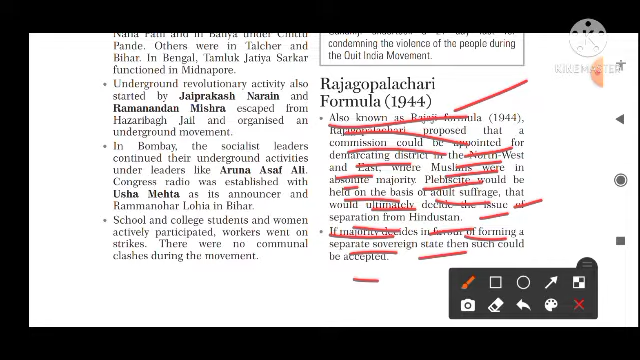 Nana Patil and in Baliya under Chittu
Pande. Others were in Talcher and
Bihar. In Bengal, Tamluk Jatiya Sarkar
functioned in Midnapore.
• Underground revolutionary activity also
started by Jaiprakash Narain and
Ramanandan Mishra escaped from
Hazaribagh Jail and organised an
underground movement.
• In Bombay, the socialist leaders
continued their underground activities
under leaders like Aruna Asaf Ali.
Congress radio was established with
Usha Mehta as its announcer and
Rammanohar Lohia in Bihar.
• School and college students and women
actively participated, workers went on
strikes. There were no communal
clashes during the movement.
condemning the violence of the people during
the Quit India Movement.
Rajagopalachari
Formula (1944)
• Also known as Rajaji formula (1944),
Rajagopalachari proposed that a
commission could be appointed for
demarcating district in the North-West
and East, where Muslims were in
absolute majority. Plebiscite would be
held on the basis of adult suffrage, that
would ultimately decide the issue of
separation from Hindustan.
• If majority decides in favour of forming a
separate sovereign state then such could
be accepted.
KINEMASTER